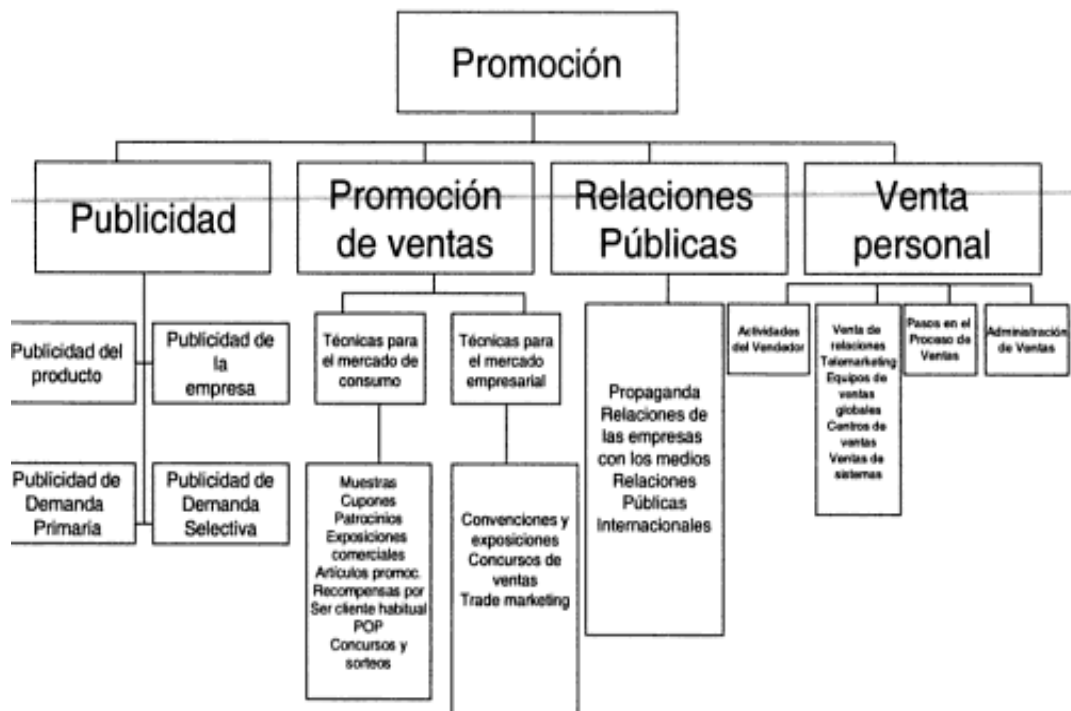 Promoción
Publicidad
Promoción
de ventas
Relaciones
Públicas
Venta
personal
Publicidad del
producto
Publicidad de
la
empresa
Publicidad de
Demanda
Primaria
Publicidad de
Demanda
Selectiva
Técnicas para
el mercado de
consumo
Técnicas para
el mercado
empresarial
Muestras
Cupones
Patrocinios
Exposiciones
comerciales
Artículos promoc.
Recompensas por
Ser cliente habitual
POP
Concursos y
sorteos
Convenciones y
exposiciones
Concursos de
ventas
Trade marketing
Propaganda
Relaciones de
las empresas
con los medios
Relaciones
Públicas
Internacionales
Actividades
del Vendedor
Venta de
relaciones
Telemarketing
Equipos de
ventas
globales
Centros de
ventas
Ventas de
sistemas
Pasos en el
Proceso de
Ventas
Administración
de Ventas